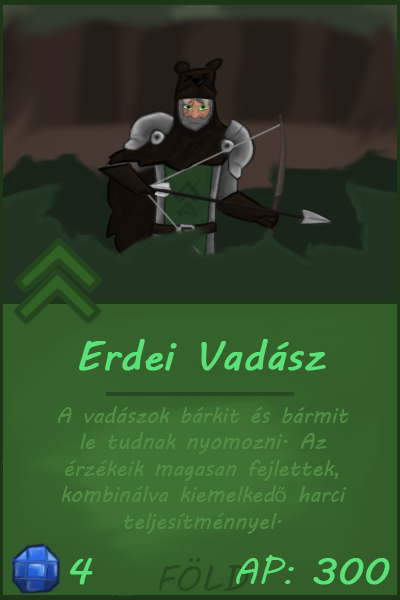 Erdei Vadász
A vadászok bárkit és bármit
le tudnak nyomozni. Az
érzékeik magasan fejlettek,
kombinálva kiemelkedő harci
teljesítménnyel.
4 FÖLD AP: 300